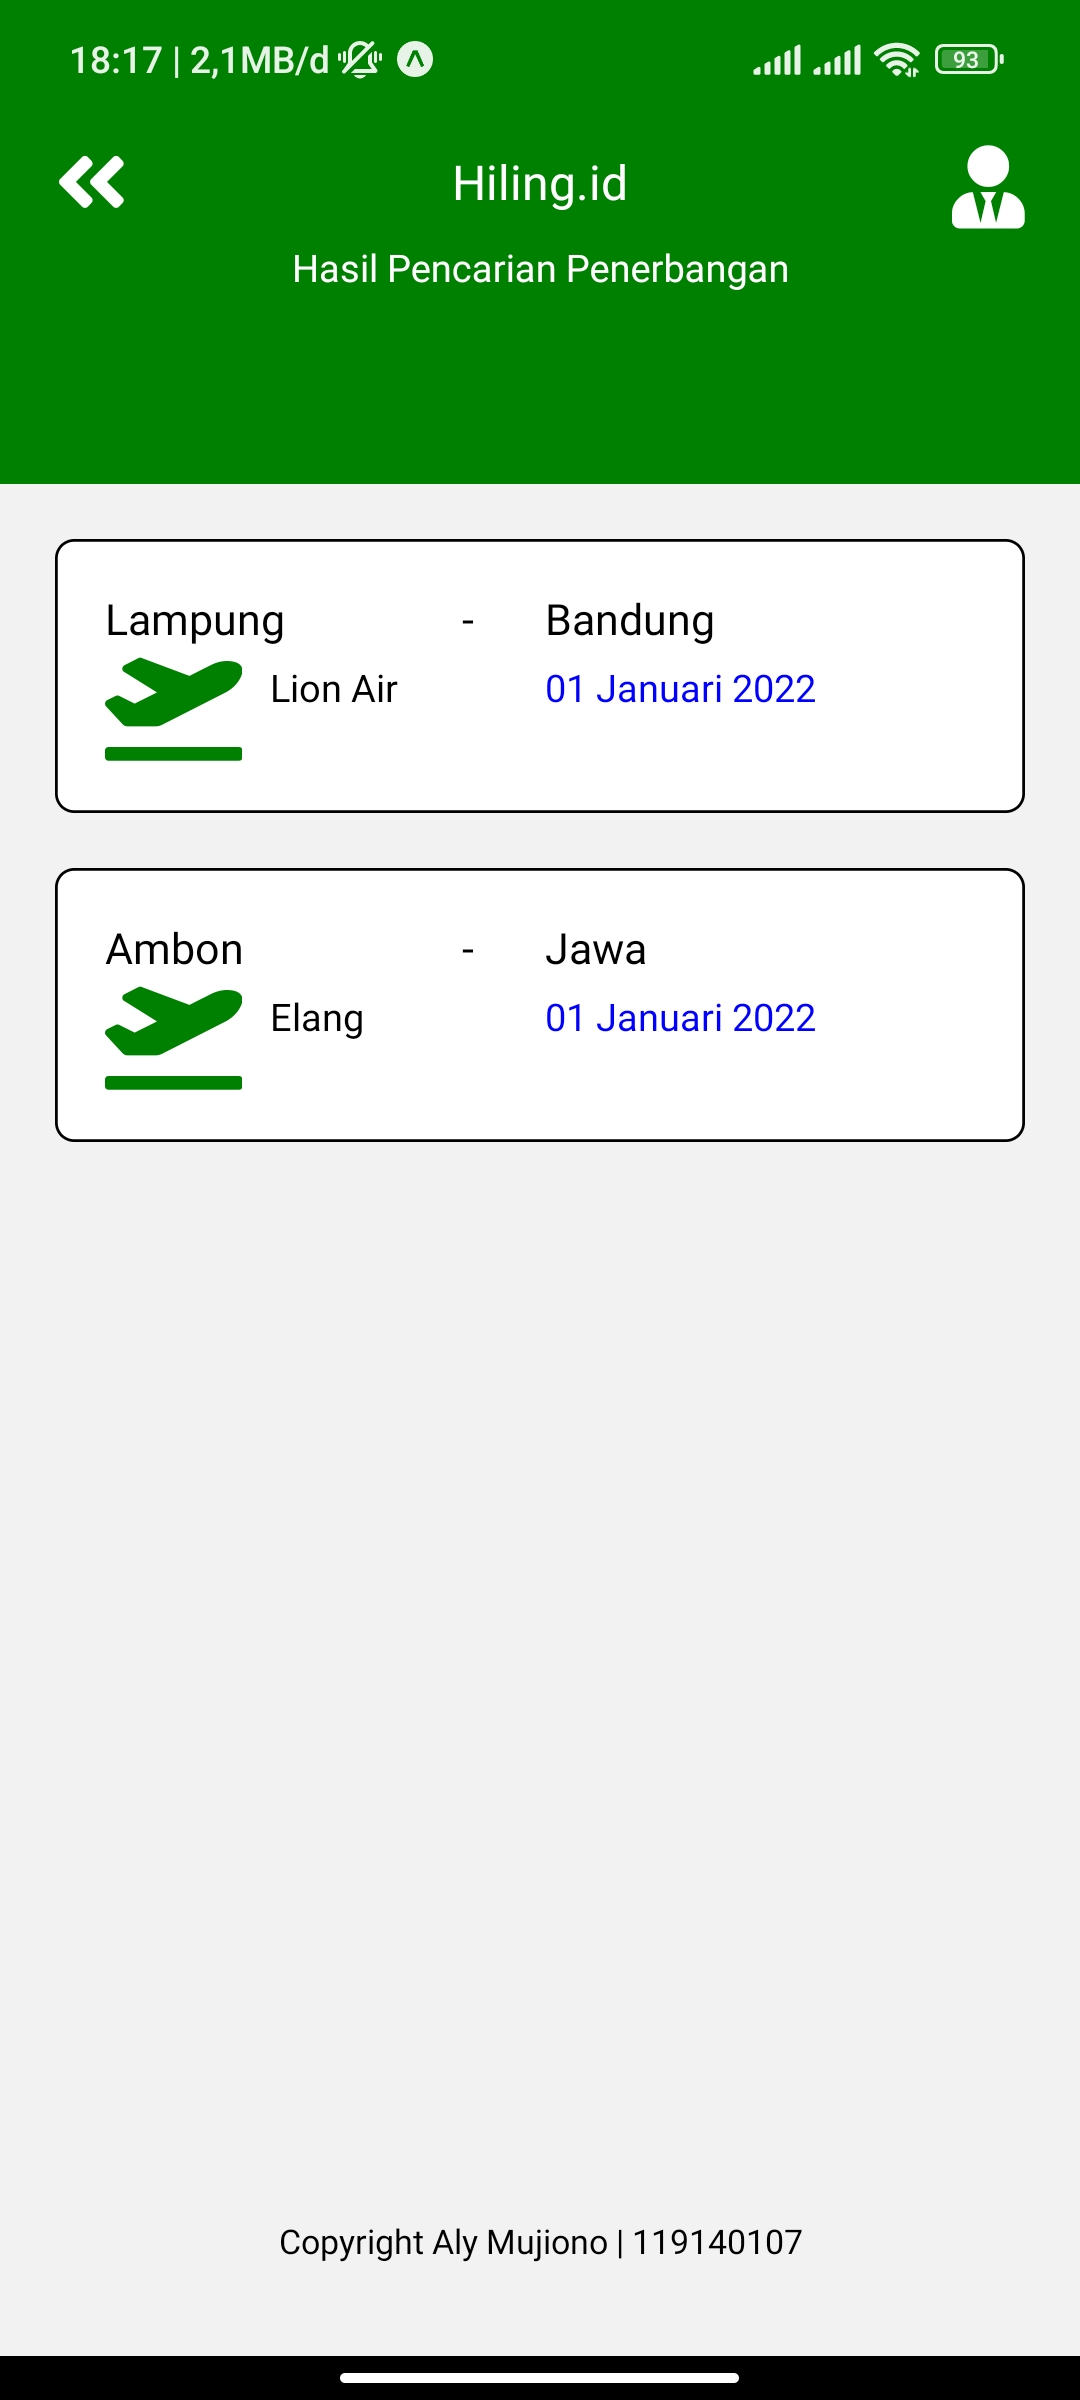 18:17 | 2,1MB/d
93
Hiling.id
Hasil Pencarian Penerbangan
Lampung - Bandung
Lion Air 01 Januari 2022
Ambon - Jawa
Elang 01 Januari 2022
Copyright Aly Mujiono | 119140107